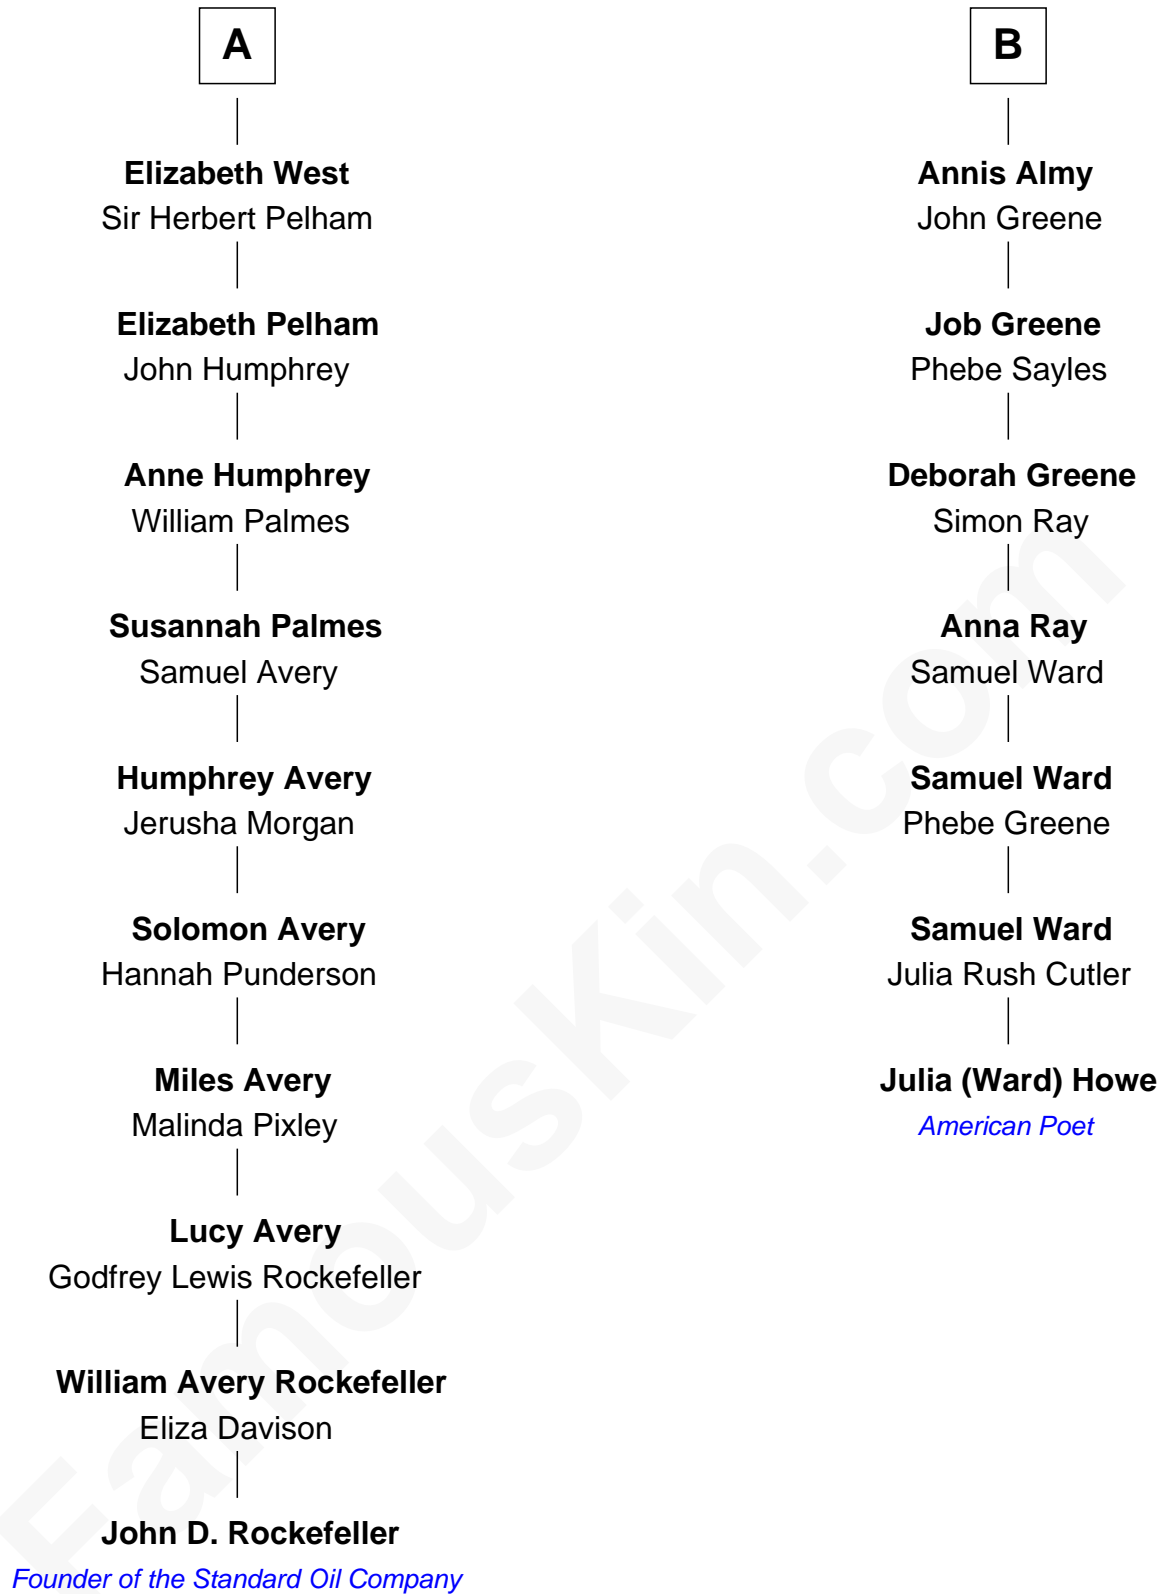 A
Elizabeth West
Sir Herbert Pelham
Elizabeth Pelham
John Humphrey
Anne Humphrey
William Palmes
Susannah Palmes
Samuel Avery
Humphrey Avery
Jerusha Morgan
Solomon Avery
Hannah Punderson
Miles Avery
Malinda Pixley
Lucy Avery
Godfrey Lewis Rockefeller
William Avery Rockefeller
Eliza Davison
John D. Rockefeller
Founder of the Standard Oil Company
B
Annis Almy
John Greene
Job Greene
Phebe Sayles
Deborah Greene
Simon Ray
Anna Ray
Samuel Ward
Samuel Ward
Phebe Greene
Samuel Ward
Julia Rush Cutler
Julia (Ward) Howe
American Poet
FamousKin.com